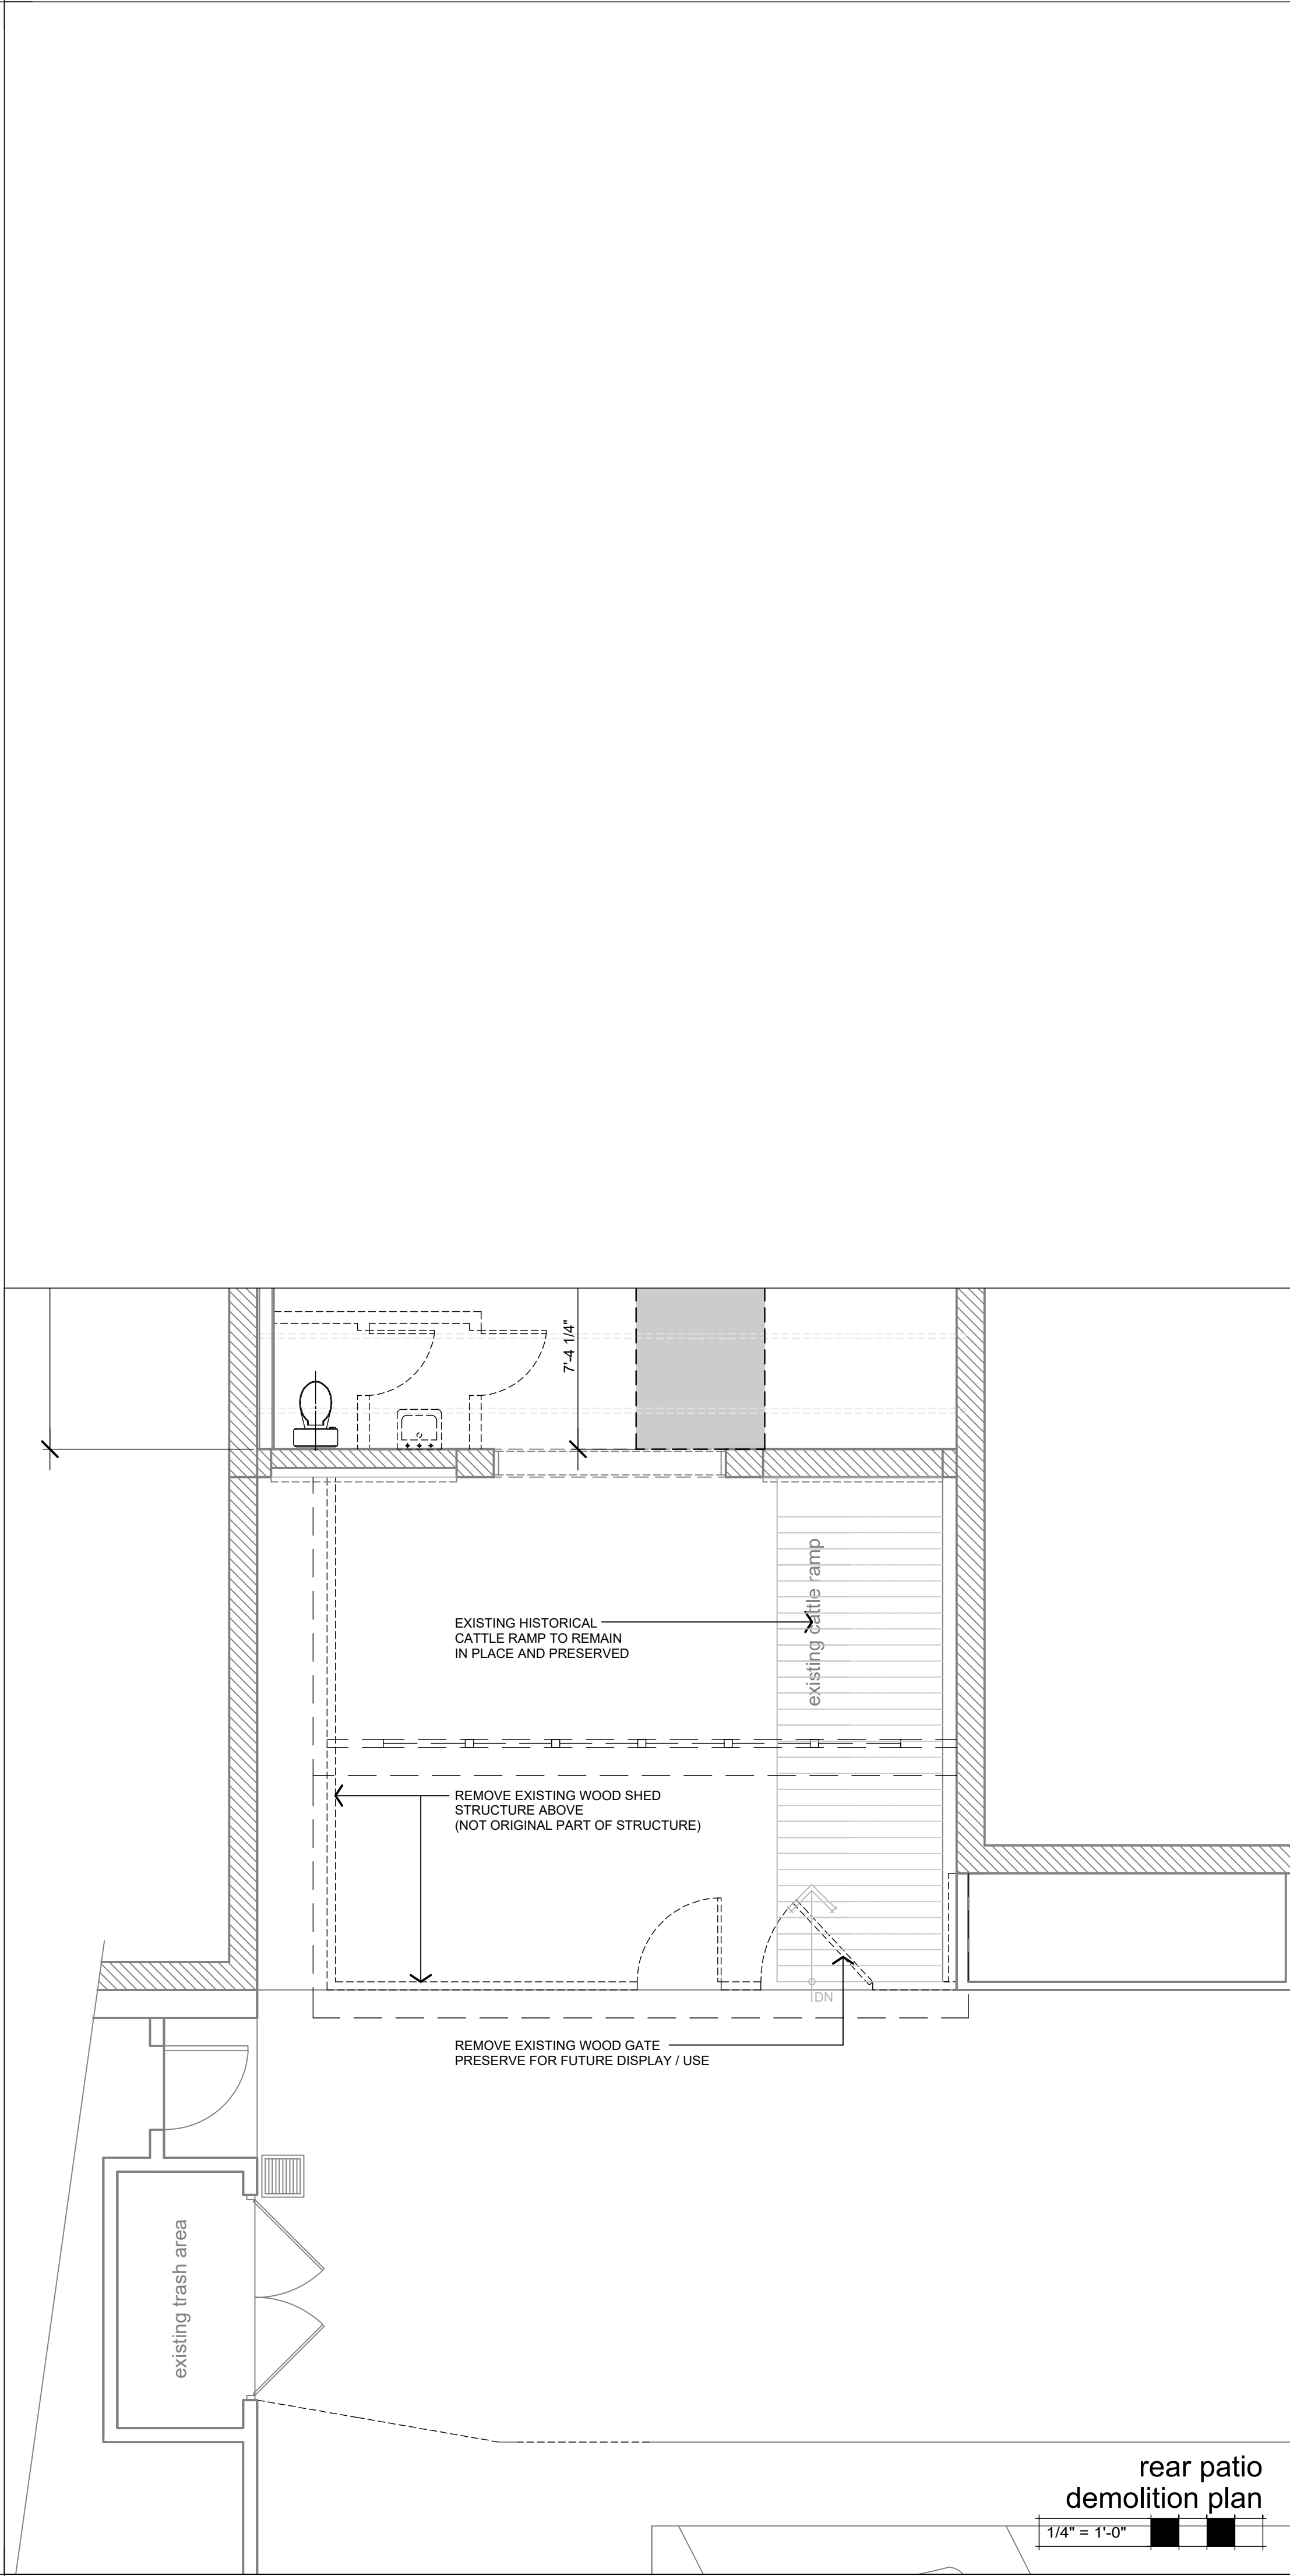 7'-4 1/4"
existing cattle ramp
EXISTING HISTORICAL
CATTLE RAMP TO REMAIN
IN PLACE AND PRESERVED
REMOVE EXISTING WOOD SHED
STRUCTURE ABOVE
(NOT ORIGINAL PART OF STRUCTURE)
DN
REMOVE EXISTING WOOD GATE
PRESERVE FOR FUTURE DISPLAY / USE
existing trash area
rear patio
demolition plan
1/4" = 1'-0"